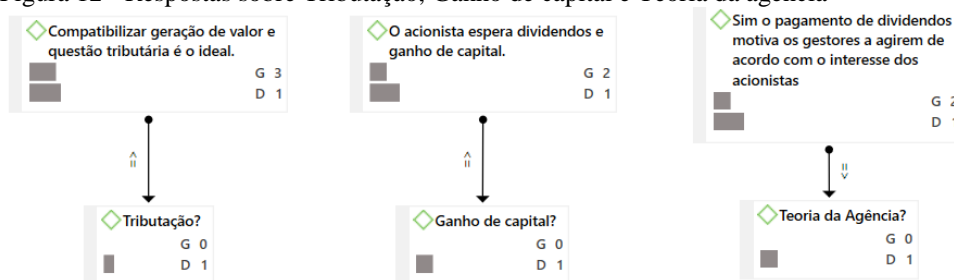 Figura 12 - Respostas sobre Tributação, Ganho de capital e Teoria da agência
Compatibilizar geração de valor e
questão tributária é o ideal.
G 3
D 1
=>
Tributação?
G 0
D 1
O acionista espera dividendos e
ganho de capital.
G 2
D 1
=>
Ganho de capital?
G 0
D 1
Sim o pagamento de dividendos
motiva os gestores a agirem de
acordo com o interesse dos
acionistas
G 2
D 1
=>
Teoria da Agência?
G 0
D 1